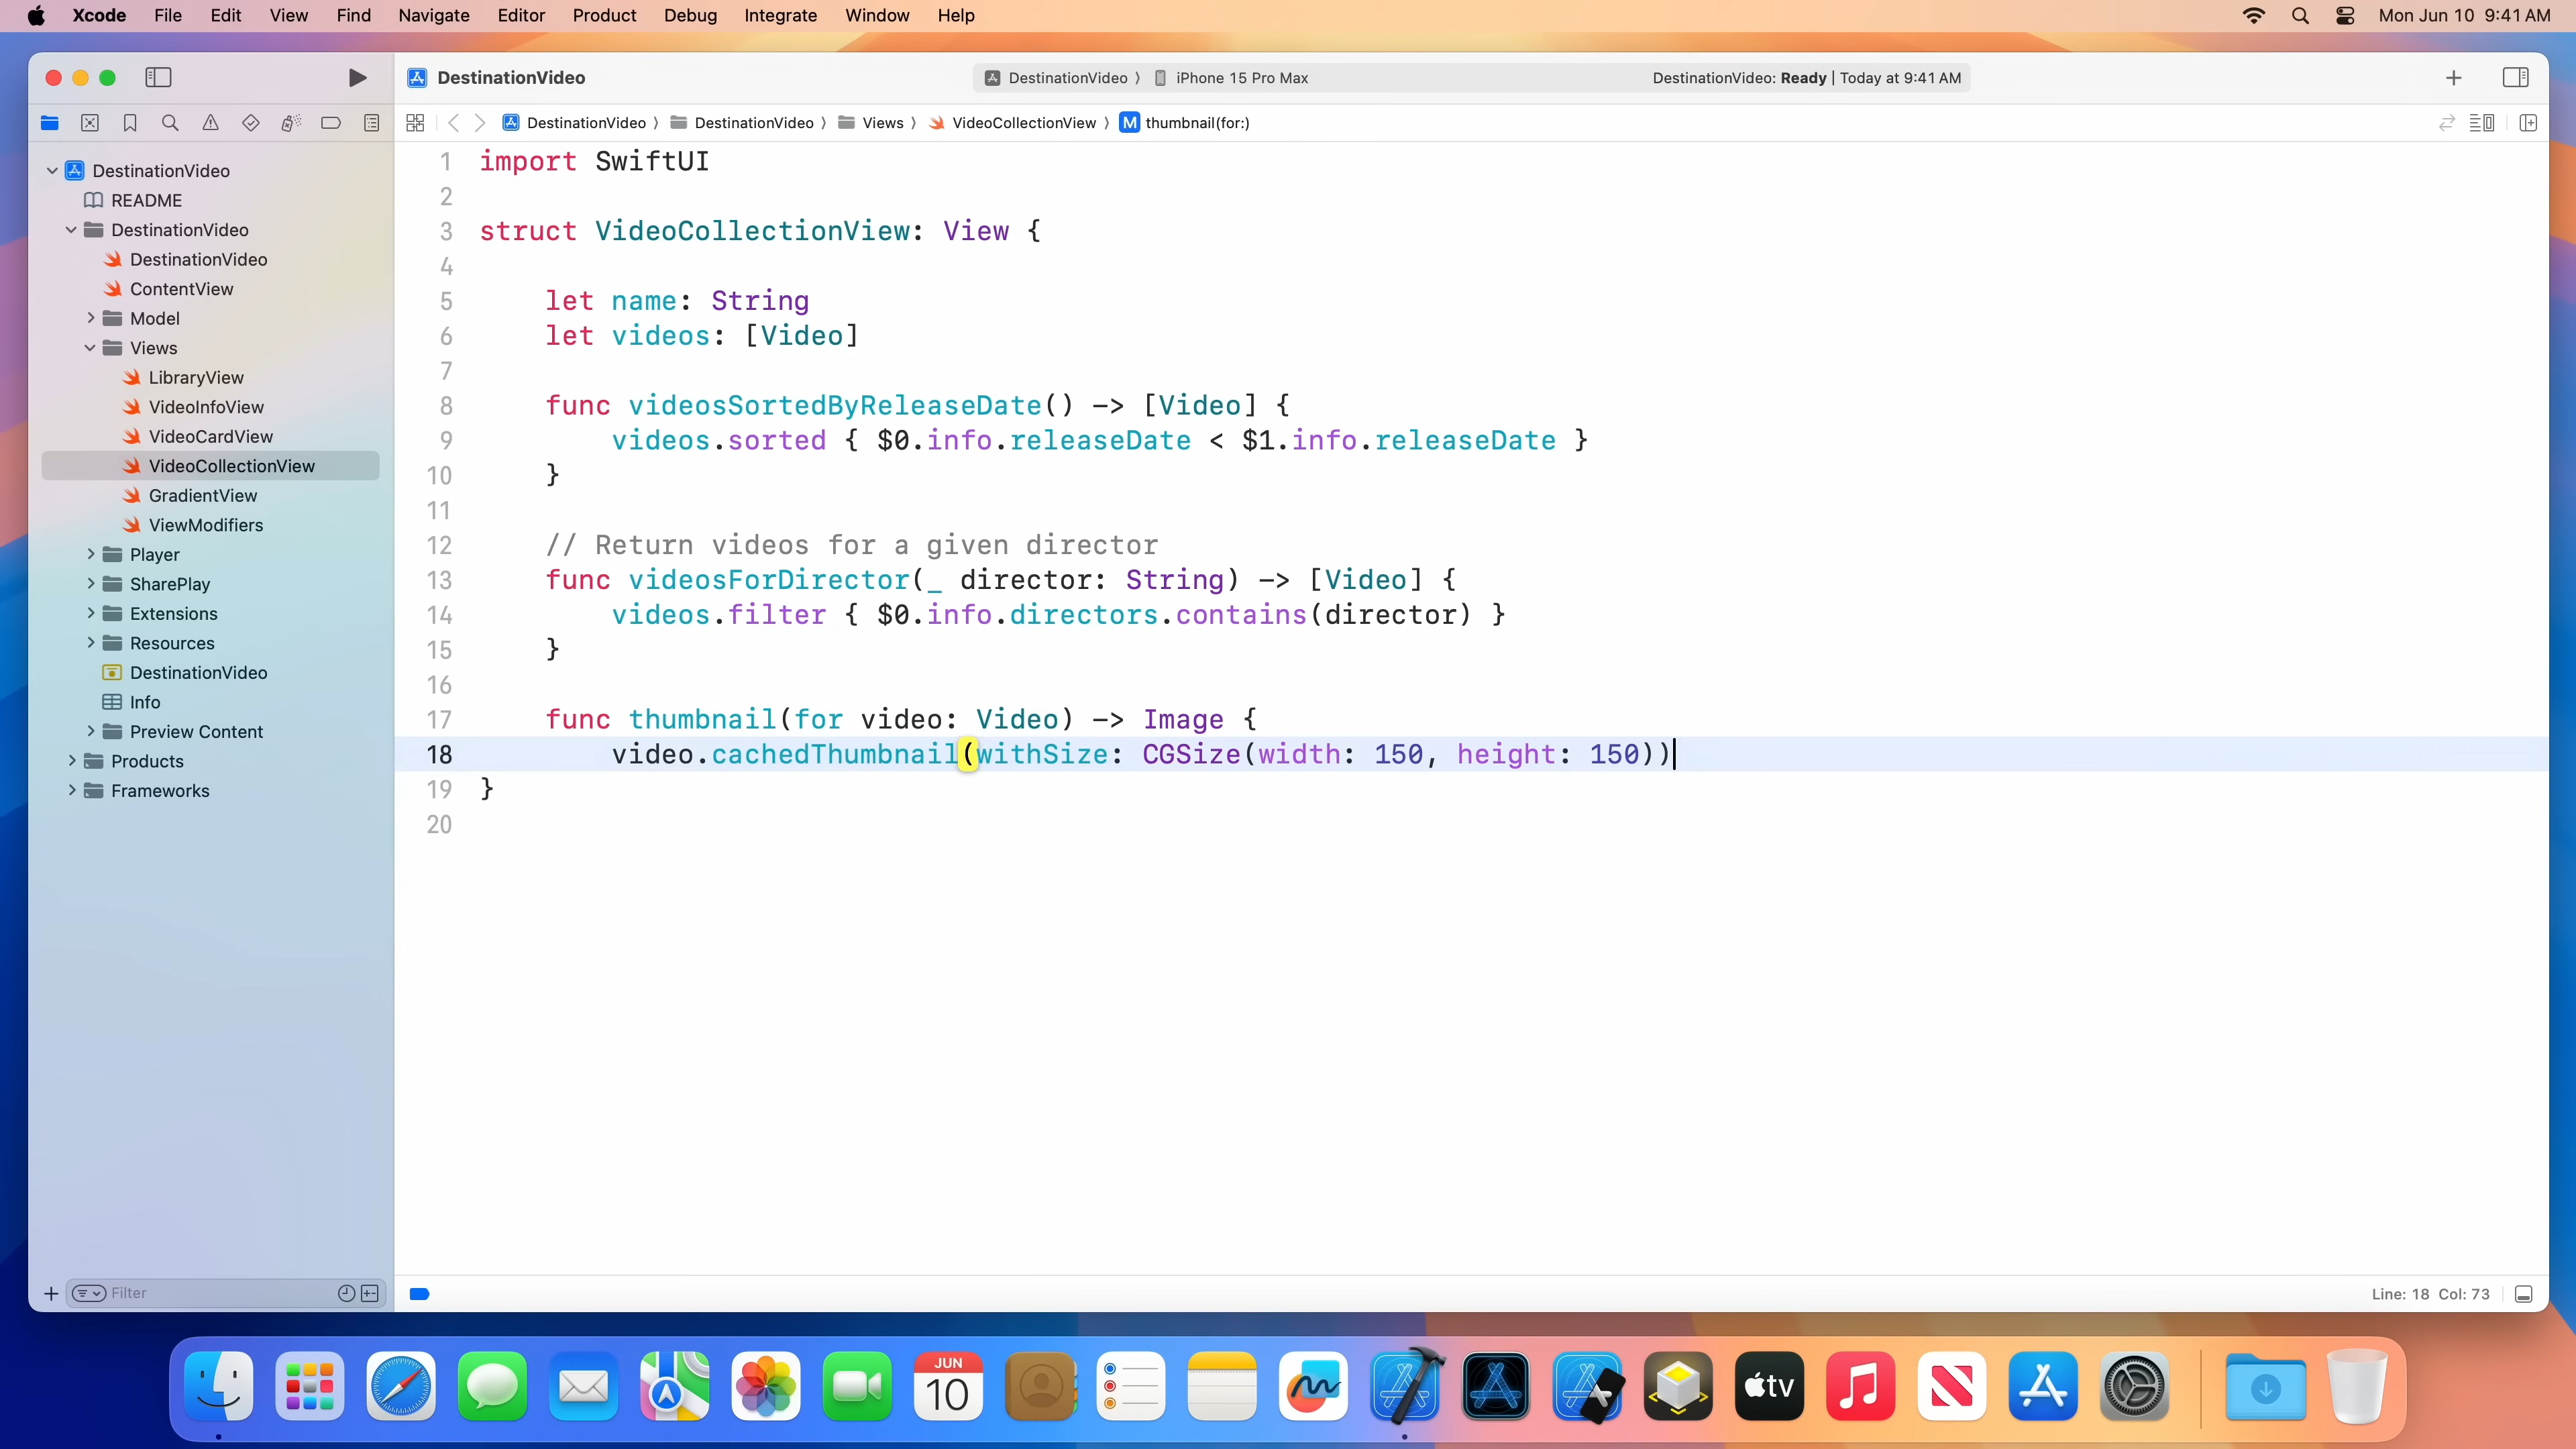 Xcode File Edit View Find Navigate Editor Product Debug Integrate Window Help Mon Jun 10 9:41 AM
DestinationVideo DestinationVideo iPhone 15 Pro Max DestinationVideo: Ready | Today at 9:41 AM
DestinationVideo DestinationVideo Views VideoCollectionView M thumbnail(for:)
DestinationVideo
README
DestinationVideo
DestinationVideo
ContentView
Model
Views
LibraryView
VideoInfoView
VideoCardView
VideoCollectionView
GradientView
ViewModifiers
Player
SharePlay
Extensions
Resources
DestinationVideo
Info
Preview Content
Products
Frameworks
Filter
1 import SwiftUI
2
3 struct VideoCollectionView: View {
4
5 let name: String
6 let videos: [Video]
7
8 func videosSortedByReleaseDate() -> [Video] {
9 videos.sorted { $0.info.releaseDate < $1.info.releaseDate }
10 }
11
12 // Return videos for a given director
13 func videosForDirector(_ director: String) -> [Video] {
14 videos.filter { $0.info.directors.contains(director) }
15 }
16
17 func thumbnail(for video: Video) -> Image {
18 video.cachedThumbnail(withSize: CGSize(width: 150, height: 150))
19 }
20
Line: 18 Col: 73
JUN
10
tv